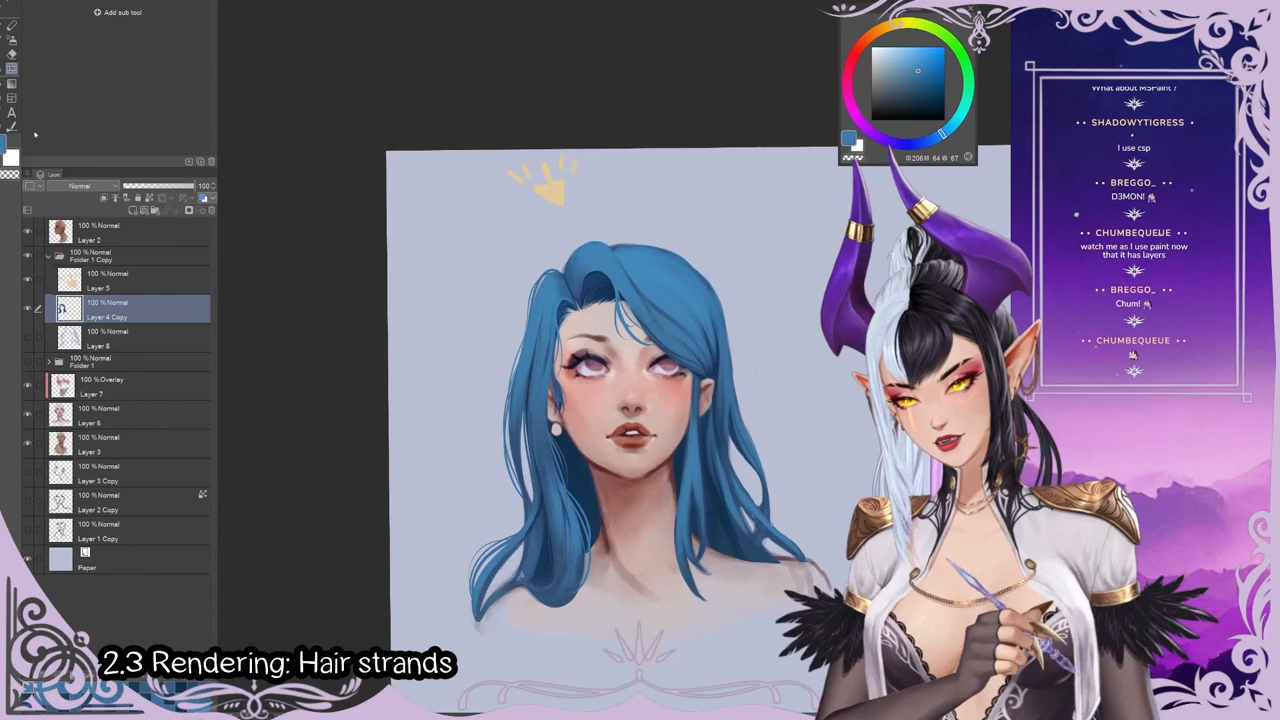 Add sub tool
Layer
Normal
100
100 %Normal
Layer 2
100 %Normal
Folder 1 Copy
100 %Normal
Layer 5
100 %Normal
Layer 4 Copy
100 %Normal
Layer 8
100 %Normal
Folder 1
100 %Overlay
Layer 7
100 %Normal
Layer 6
100 %Normal
Layer 3
100 %Normal
Layer 3 Copy
100 %Normal
Layer 2 Copy
100 %Normal
Layer 1 Copy
Paper
206 64 67
What about MSPaint ?
SHADOWYTIGRESS
I use csp
BREGGO_
D3MON!
CHUMBEQUEUE
watch me as I use paint now
that it has layers
BREGGO_
Chum!
CHUMBEQUEUE
2.3 Rendering: Hair strands